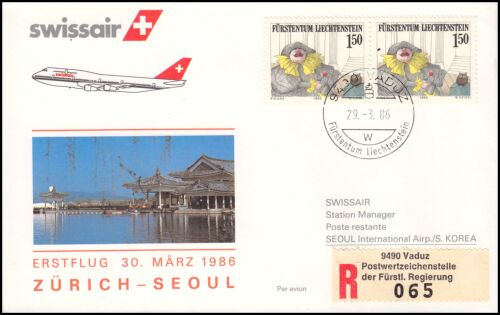 swissair
FÜRSTENTUM LIECHTENSTEIN
1 50
FÜRSTENTUM LIECHTENSTEIN
1 50
9490 VADUZ
29.-3.86
W
Fürstentum Liechtenstein
SWISSAIR
Station Manager
Poste restante
SEOUL International Airp./S. KOREA
ERSTFLUG 30. MÄRZ 1986
ZÜRICH – SEOUL
Par avion
9490 Vaduz
Postwertzeichenstelle
der Fürstl. Regierung
R 065